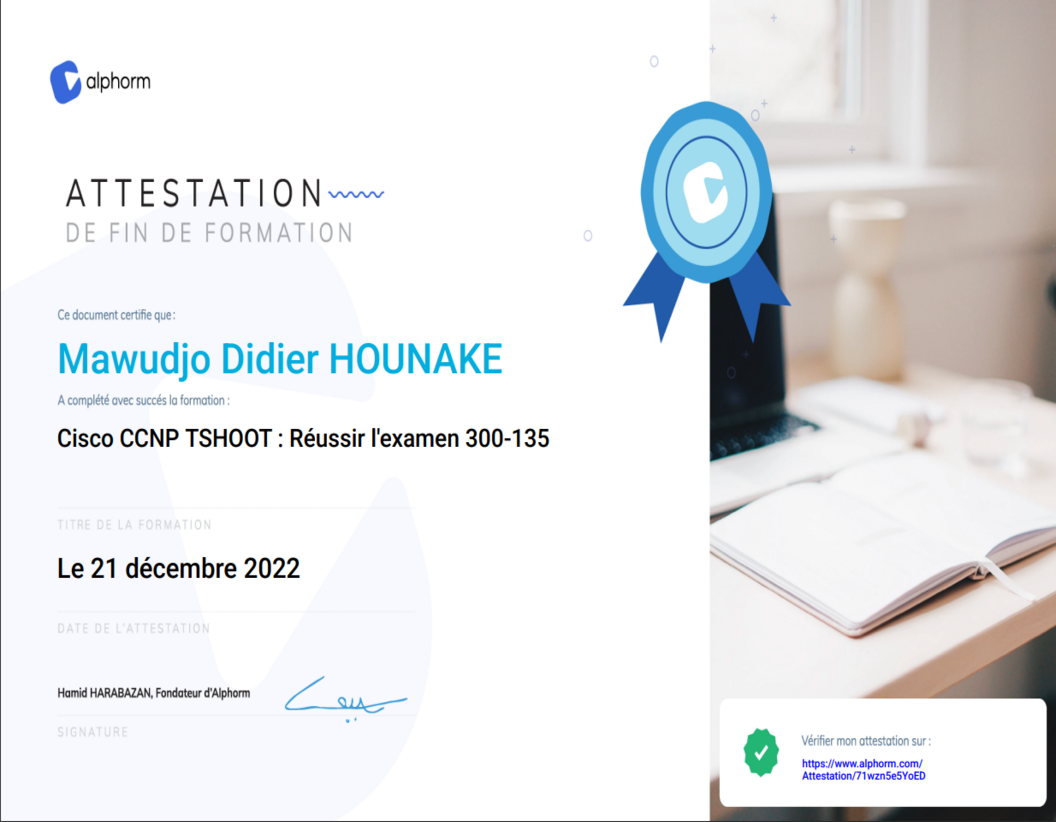 alphorm
ATTESTATION
DE FIN DE FORMATION
Ce document certifie que :
Mawudjo Didier HOUNAKE
A complété avec succés la formation :
Cisco CCNP TSHOOT : Réussir l'examen 300-135
TITRE DE LA FORMATION
Le 21 décembre 2022
DATE DE L'ATTESTATION
Hamid HARABAZAN, Fondateur d'Alphorm
SIGNATURE
Vérifier mon attestation sur :
https://www.alphorm.com/
Attestation/71wzn5e5YoED